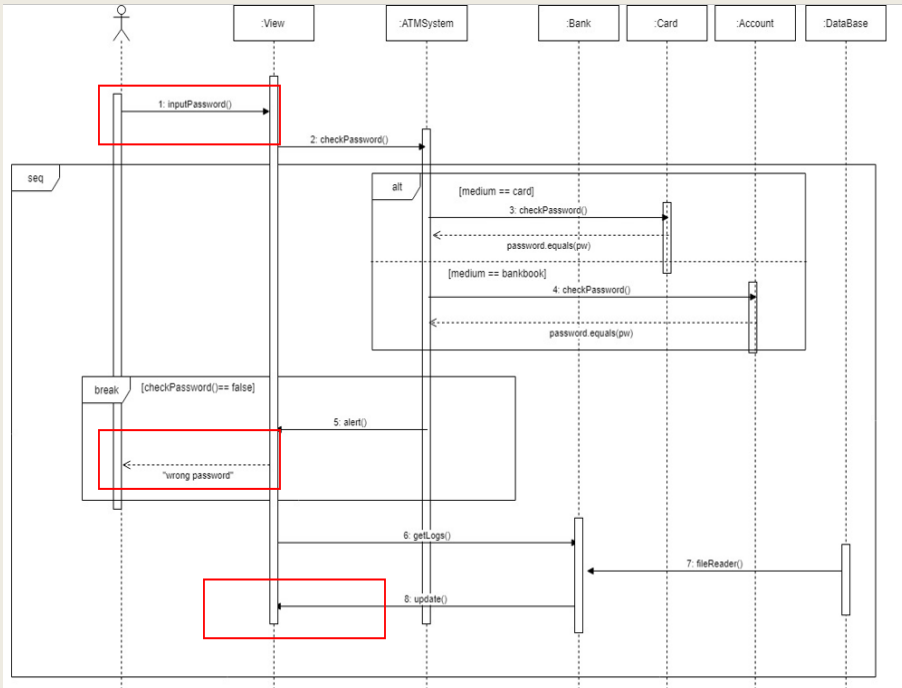 :View
:ATMSystem
:Bank
:Card
:Account
:DataBase
1: inputPassword()
2: checkPassword()
seq
alt
[medium == card]
3: checkPassword()
password.equals(pw)
[medium == bankbook]
4: checkPassword()
password.equals(pw)
break
[checkPassword()== false]
5: alert()
"wrong password"
6: getLogs()
7: fileReader()
8: update()